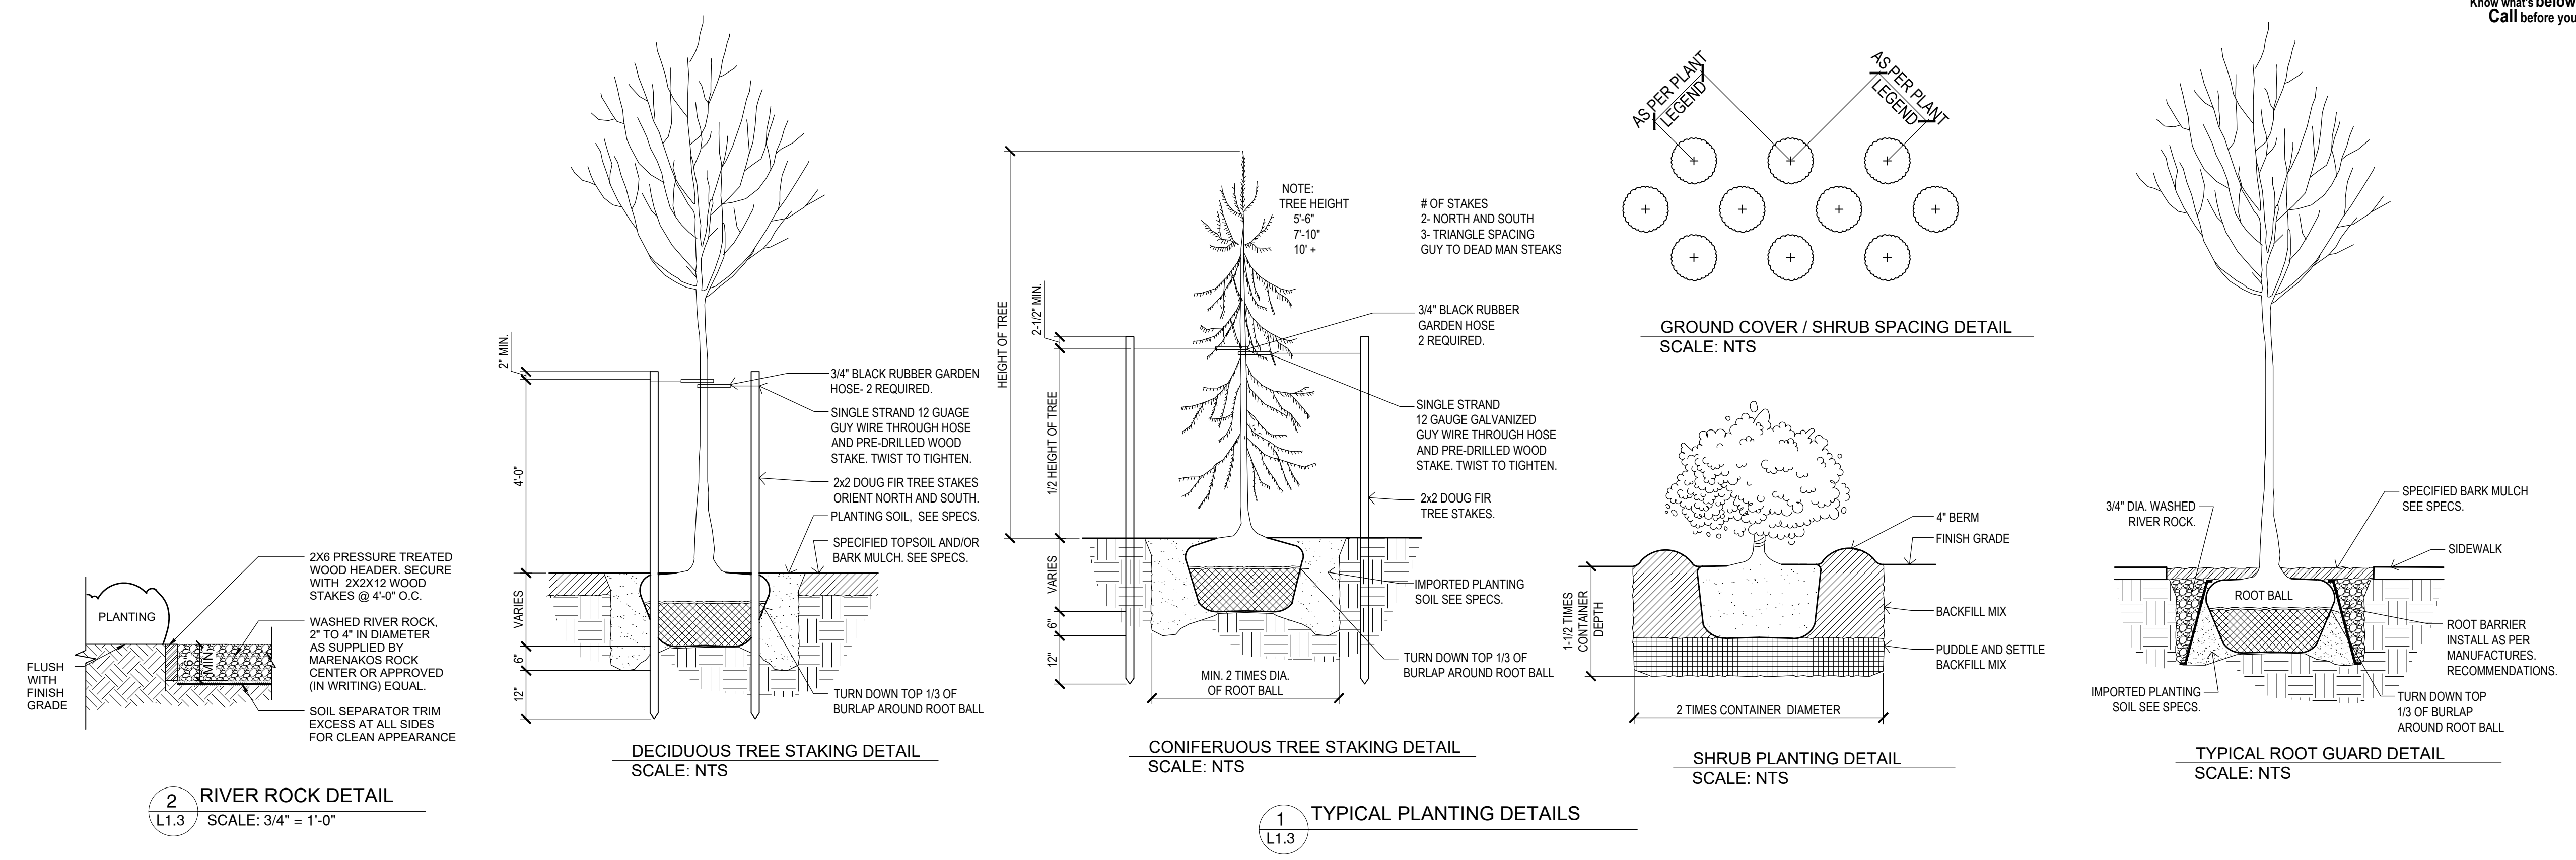 Know what's below.
Call before you
PLANTING
FLUSH
WITH
FINISH
GRADE
6"
MIN.
2X6 PRESSURE TREATED
WOOD HEADER. SECURE
WITH 2X2X12 WOOD
STAKES @ 4'-0" O.C.
WASHED RIVER ROCK,
2" TO 4" IN DIAMETER
AS SUPPLIED BY
MARENAKOS ROCK
CENTER OR APPROVED
(IN WRITING) EQUAL.
SOIL SEPARATOR TRIM
EXCESS AT ALL SIDES
FOR CLEAN APPEARANCE
2
L1.3
RIVER ROCK DETAIL
SCALE: 3/4" = 1'-0"
2" MIN.
4'-0"
VARIES
6"
12"
3/4" BLACK RUBBER GARDEN
HOSE- 2 REQUIRED.
SINGLE STRAND 12 GUAGE
GUY WIRE THROUGH HOSE
AND PRE-DRILLED WOOD
STAKE. TWIST TO TIGHTEN.
2x2 DOUG FIR TREE STAKES
ORIENT NORTH AND SOUTH.
PLANTING SOIL, SEE SPECS.
SPECIFIED TOPSOIL AND/OR
BARK MULCH. SEE SPECS.
TURN DOWN TOP 1/3 OF
BURLAP AROUND ROOT BALL
DECIDUOUS TREE STAKING DETAIL
SCALE: NTS
HEIGHT OF TREE
2-1/2" MIN.
1/2 HEIGHT OF TREE
VARIES
6"
12"
NOTE:
TREE HEIGHT
5'-6"
7'-10"
10' +
# OF STAKES
2- NORTH AND SOUTH
3- TRIANGLE SPACING
GUY TO DEAD MAN STEAKS
3/4" BLACK RUBBER
GARDEN HOSE
2 REQUIRED.
SINGLE STRAND
12 GAUGE GALVANIZED
GUY WIRE THROUGH HOSE
AND PRE-DRILLED WOOD
STAKE. TWIST TO TIGHTEN.
2x2 DOUG FIR
TREE STAKES.
IMPORTED PLANTING
SOIL SEE SPECS.
TURN DOWN TOP 1/3 OF
BURLAP AROUND ROOT BALL
MIN. 2 TIMES DIA.
OF ROOT BALL
CONIFERUOUS TREE STAKING DETAIL
SCALE: NTS
1
L1.3
TYPICAL PLANTING DETAILS
AS PER PLANT
LEGEND
AS PER PLANT
LEGEND
GROUND COVER / SHRUB SPACING DETAIL
SCALE: NTS
4" BERM
FINISH GRADE
BACKFILL MIX
PUDDLE AND SETTLE
BACKFILL MIX
1-1/2 TIMES
CONTAINER
DEPTH
2 TIMES CONTAINER DIAMETER
SHRUB PLANTING DETAIL
SCALE: NTS
3/4" DIA. WASHED
RIVER ROCK.
SPECIFIED BARK MULCH
SEE SPECS.
SIDEWALK
ROOT BALL
ROOT BARRIER
INSTALL AS PER
MANUFACTURES.
RECOMMENDATIONS.
IMPORTED PLANTING
SOIL SEE SPECS.
TURN DOWN TOP
1/3 OF BURLAP
AROUND ROOT BALL
TYPICAL ROOT GUARD DETAIL
SCALE: NTS